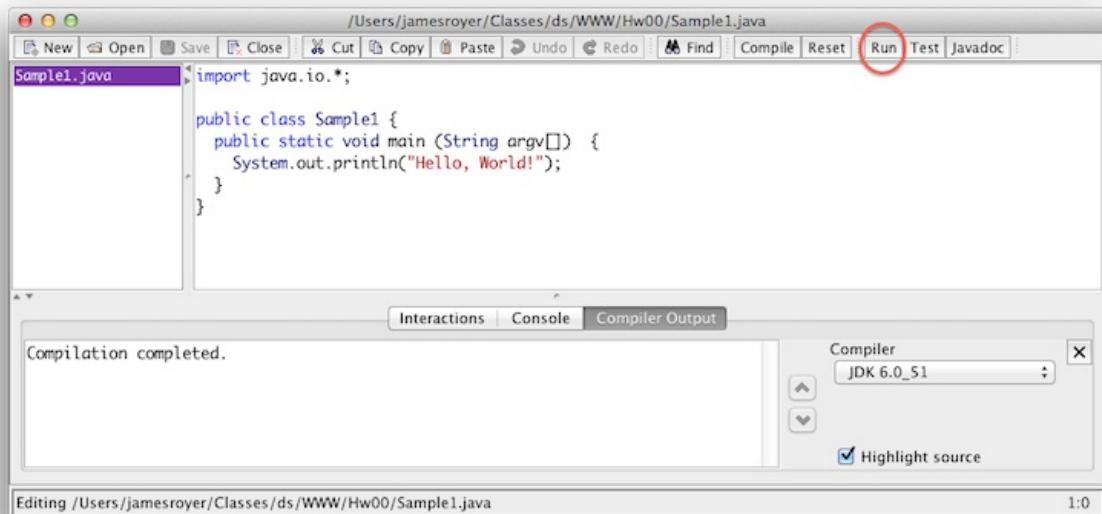 /Users/jamesroyer/Classes/ds/WWW/Hw00/Sample1.java
New Open Save Close Cut Copy Paste Undo Redo Find Compile Reset Run Test Javadoc
Sample1.java
import java.io.*;
public class Sample1 {
public static void main (String argv[]) {
System.out.println("Hello, World!");
}
}
Interactions Console Compiler Output
Compilation completed.
Compiler
JDK 6.0_51
Highlight source
Editing /Users/jamesroyer/Classes/ds/WWW/Hw00/Sample1.java 1:0